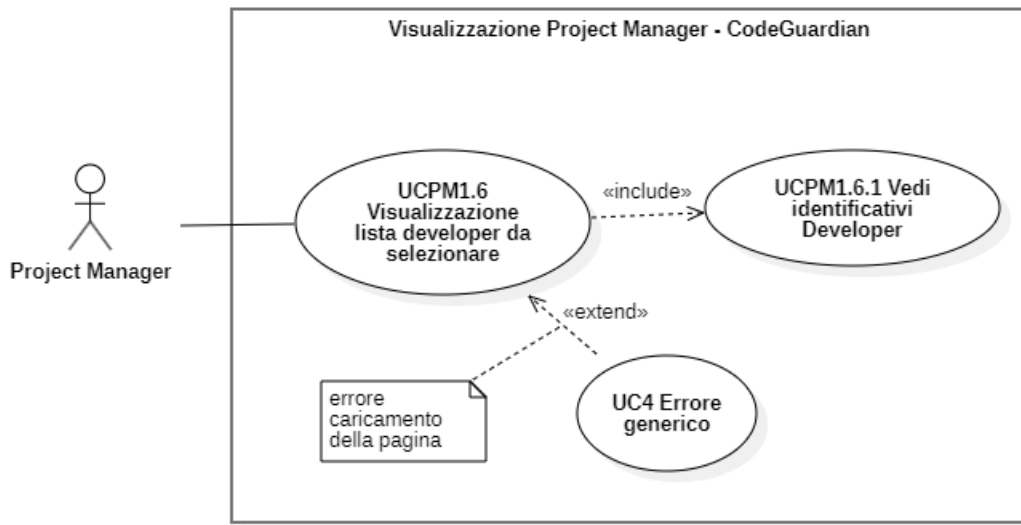 Visualizzazione Project Manager - CodeGuardian
Project Manager
UCPM1.6
Visualizzazione
lista developer da
selezionare
«include»
UCPM1.6.1 Vedi
identificativi
Developer
«extend»
errore
caricamento
della pagina
UC4 Errore
generico